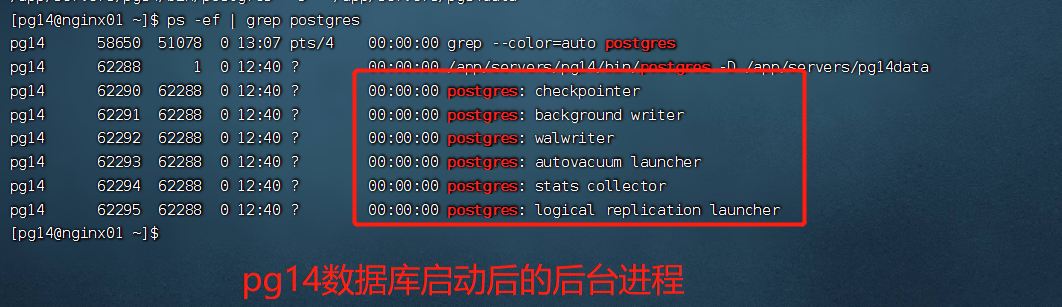 [pg14@nginx01 ~]$ ps -ef | grep postgres
pg14 58650 51078 0 13:07 pts/4 00:00:00 grep --color=auto postgres
pg14 62288 1 0 12:40 ? 00:00:00 /app/servers/pg14/bin/postgres -D /app/servers/pg14data
pg14 62290 62288 0 12:40 ? 00:00:00 postgres: checkpointer
pg14 62291 62288 0 12:40 ? 00:00:00 postgres: background writer
pg14 62292 62288 0 12:40 ? 00:00:00 postgres: walwriter
pg14 62293 62288 0 12:40 ? 00:00:00 postgres: autovacuum launcher
pg14 62294 62288 0 12:40 ? 00:00:00 postgres: stats collector
pg14 62295 62288 0 12:40 ? 00:00:00 postgres: logical replication launcher
[pg14@nginx01 ~]$
pg14数据库启动后的后台进程